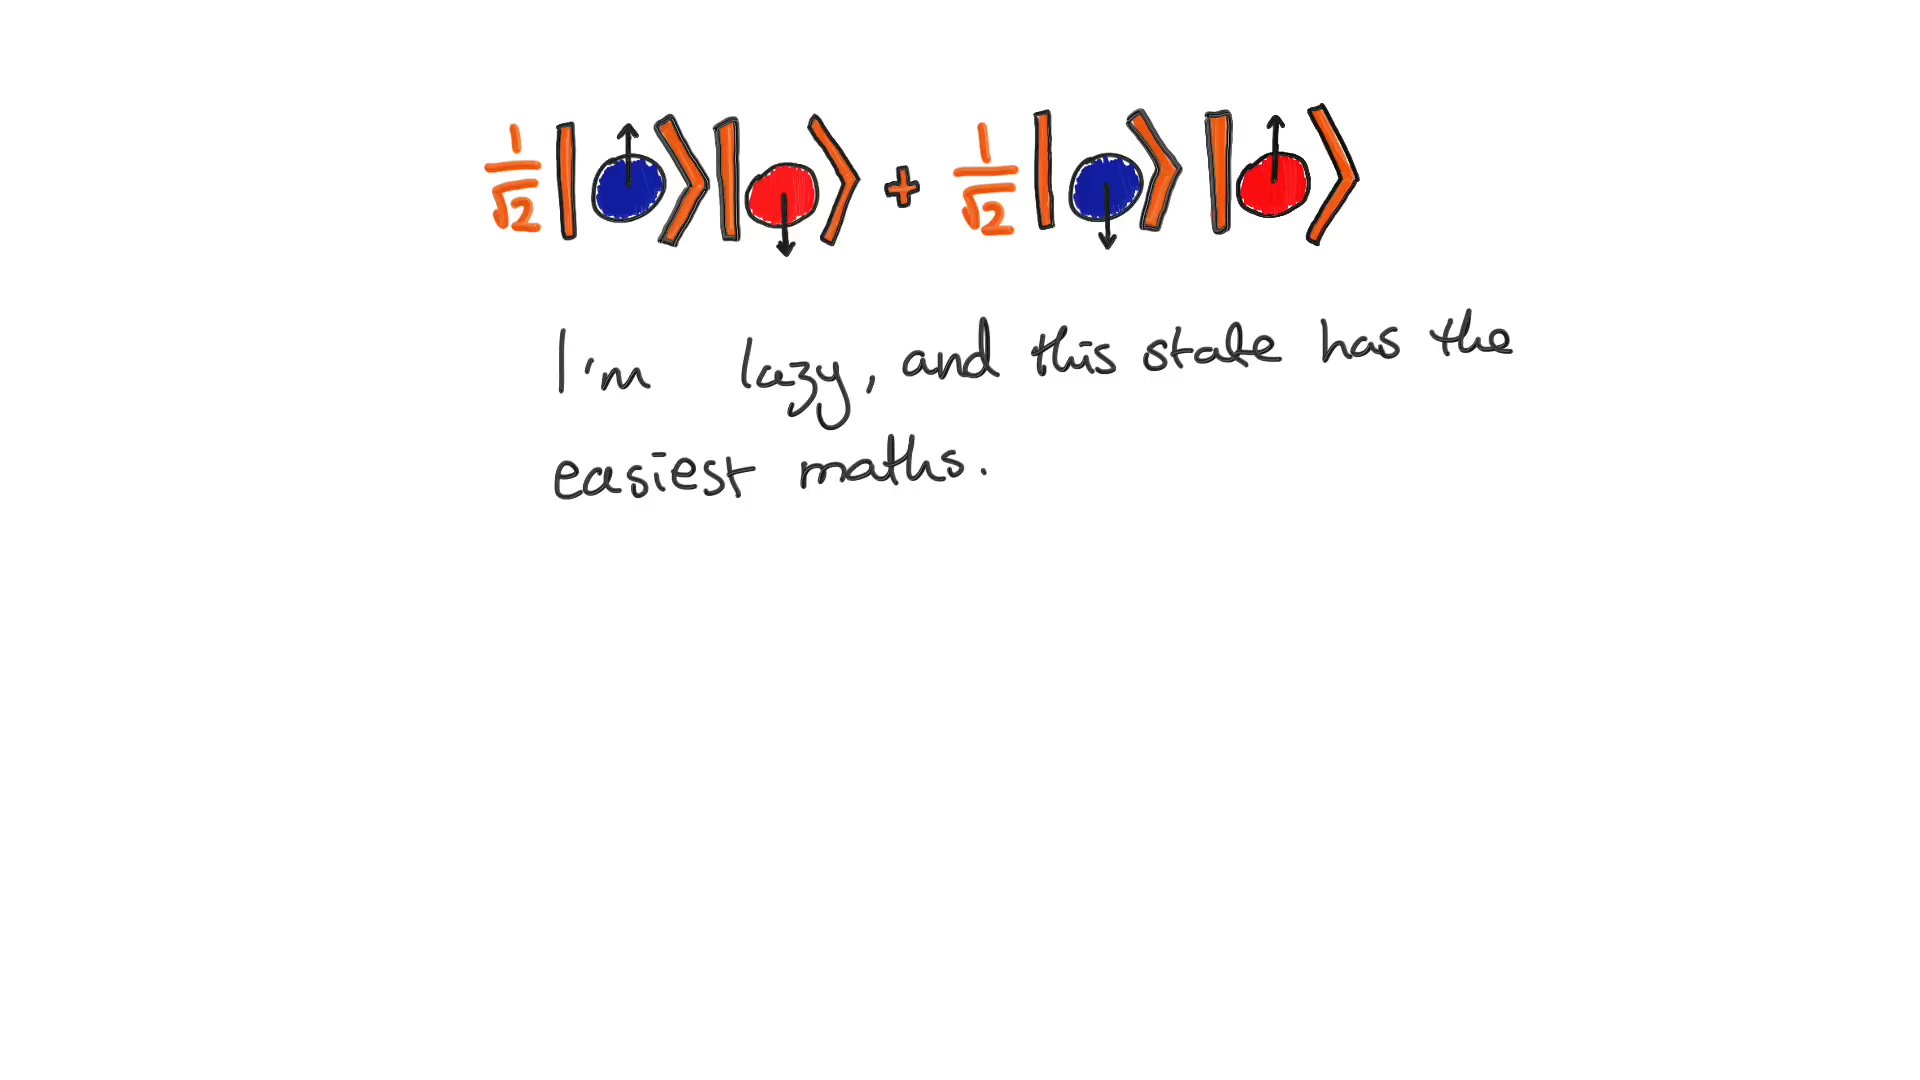 1/√2 |↑⟩|↓⟩ + 1/√2 |↓⟩|↑⟩
I'm lazy, and this state has the
easiest maths.